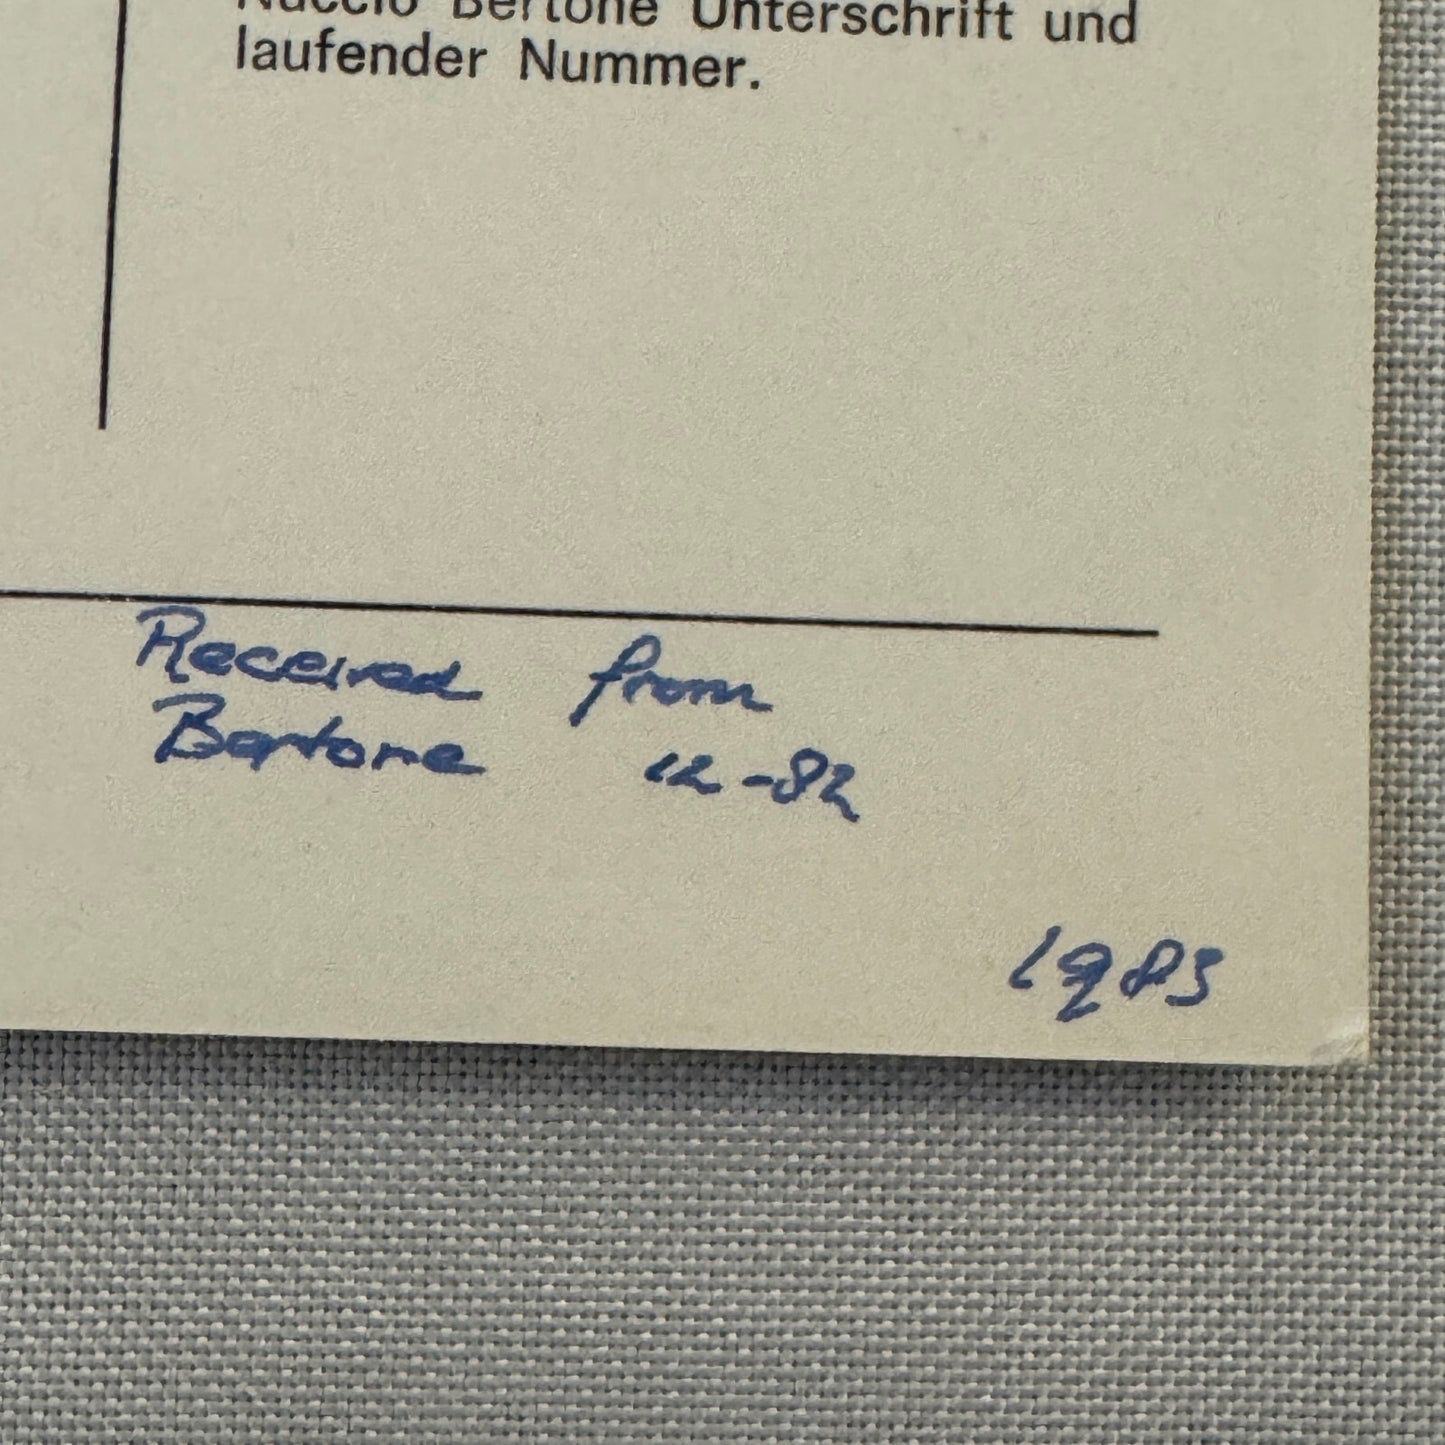 Nuccio Bertone Unterschrift und
laufender Nummer.
Received from
Bertone 12-82
1983